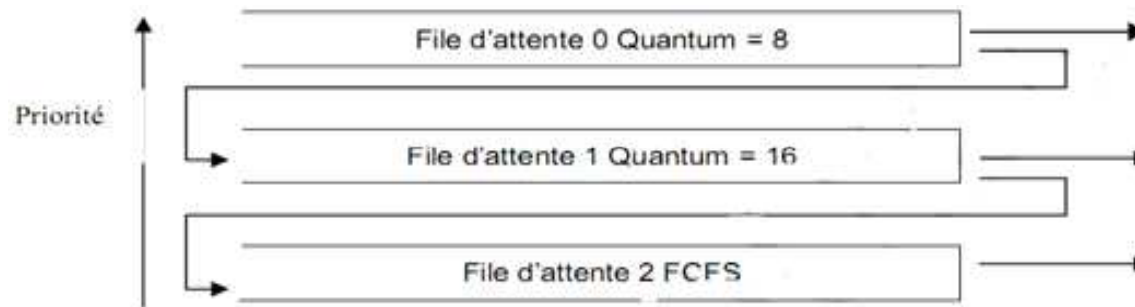 File d'attente 0 Quantum = 8
Priorité
File d'attente 1 Quantum = 16
File d'attente 2 FCFS